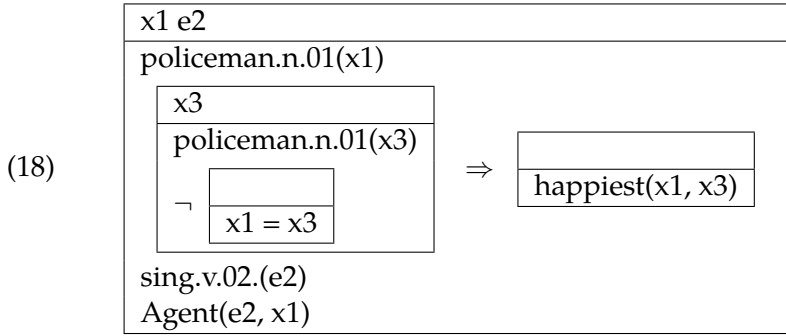 x1 e2
policeman.n.01(x1)
x3
policeman.n.01(x3)
¬
x1 = x3
(18)
⇒
happiest(x1, x3)
sing.v.02.(e2)
Agent(e2, x1)